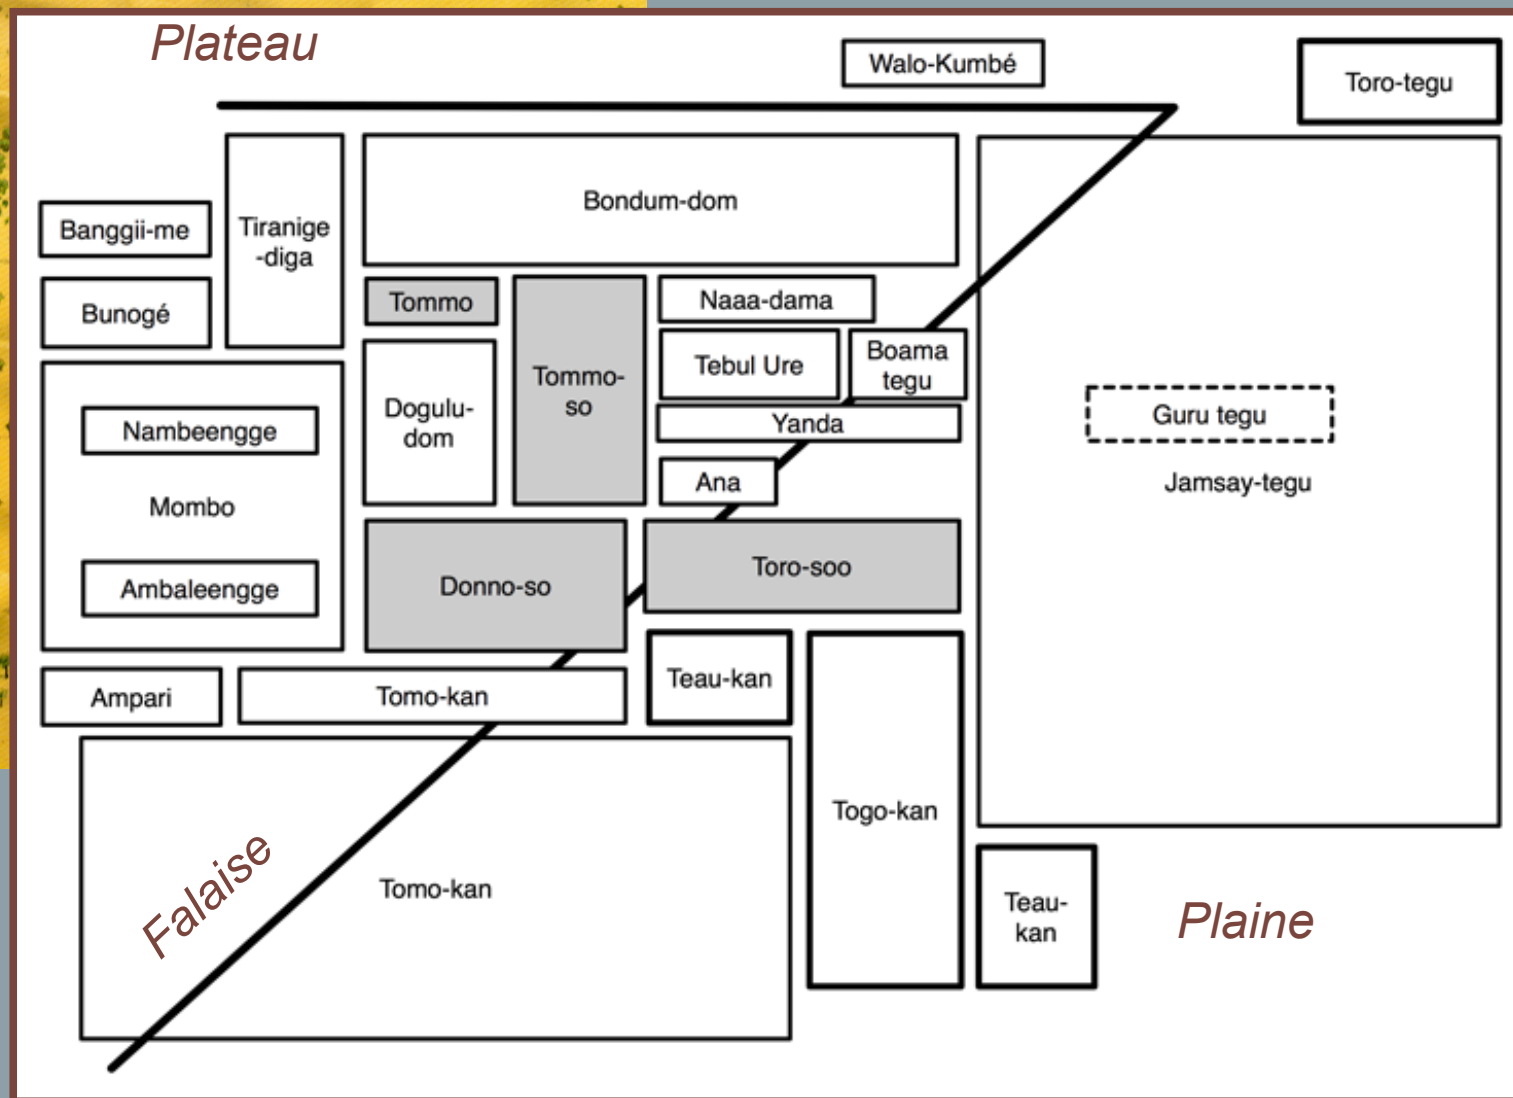 Plateau
Walo-Kumbé
Toro-tegu
Banggii-me
Tiranige
-diga
Bondum-dom
Bunogé
Tommo
Tommo-
so
Naaa-dama
Tebul Ure
Boama
tegu
Dogulu-
dom
Yanda
Ana
Guru tegu
Jamsay-tegu
Nambeengge
Mombo
Ambaleengge
Donno-so
Toro-soo
Ampari
Tomo-kan
Teau-kan
Togo-kan
Falaise
Tomo-kan
Teau-
kan
Plaine